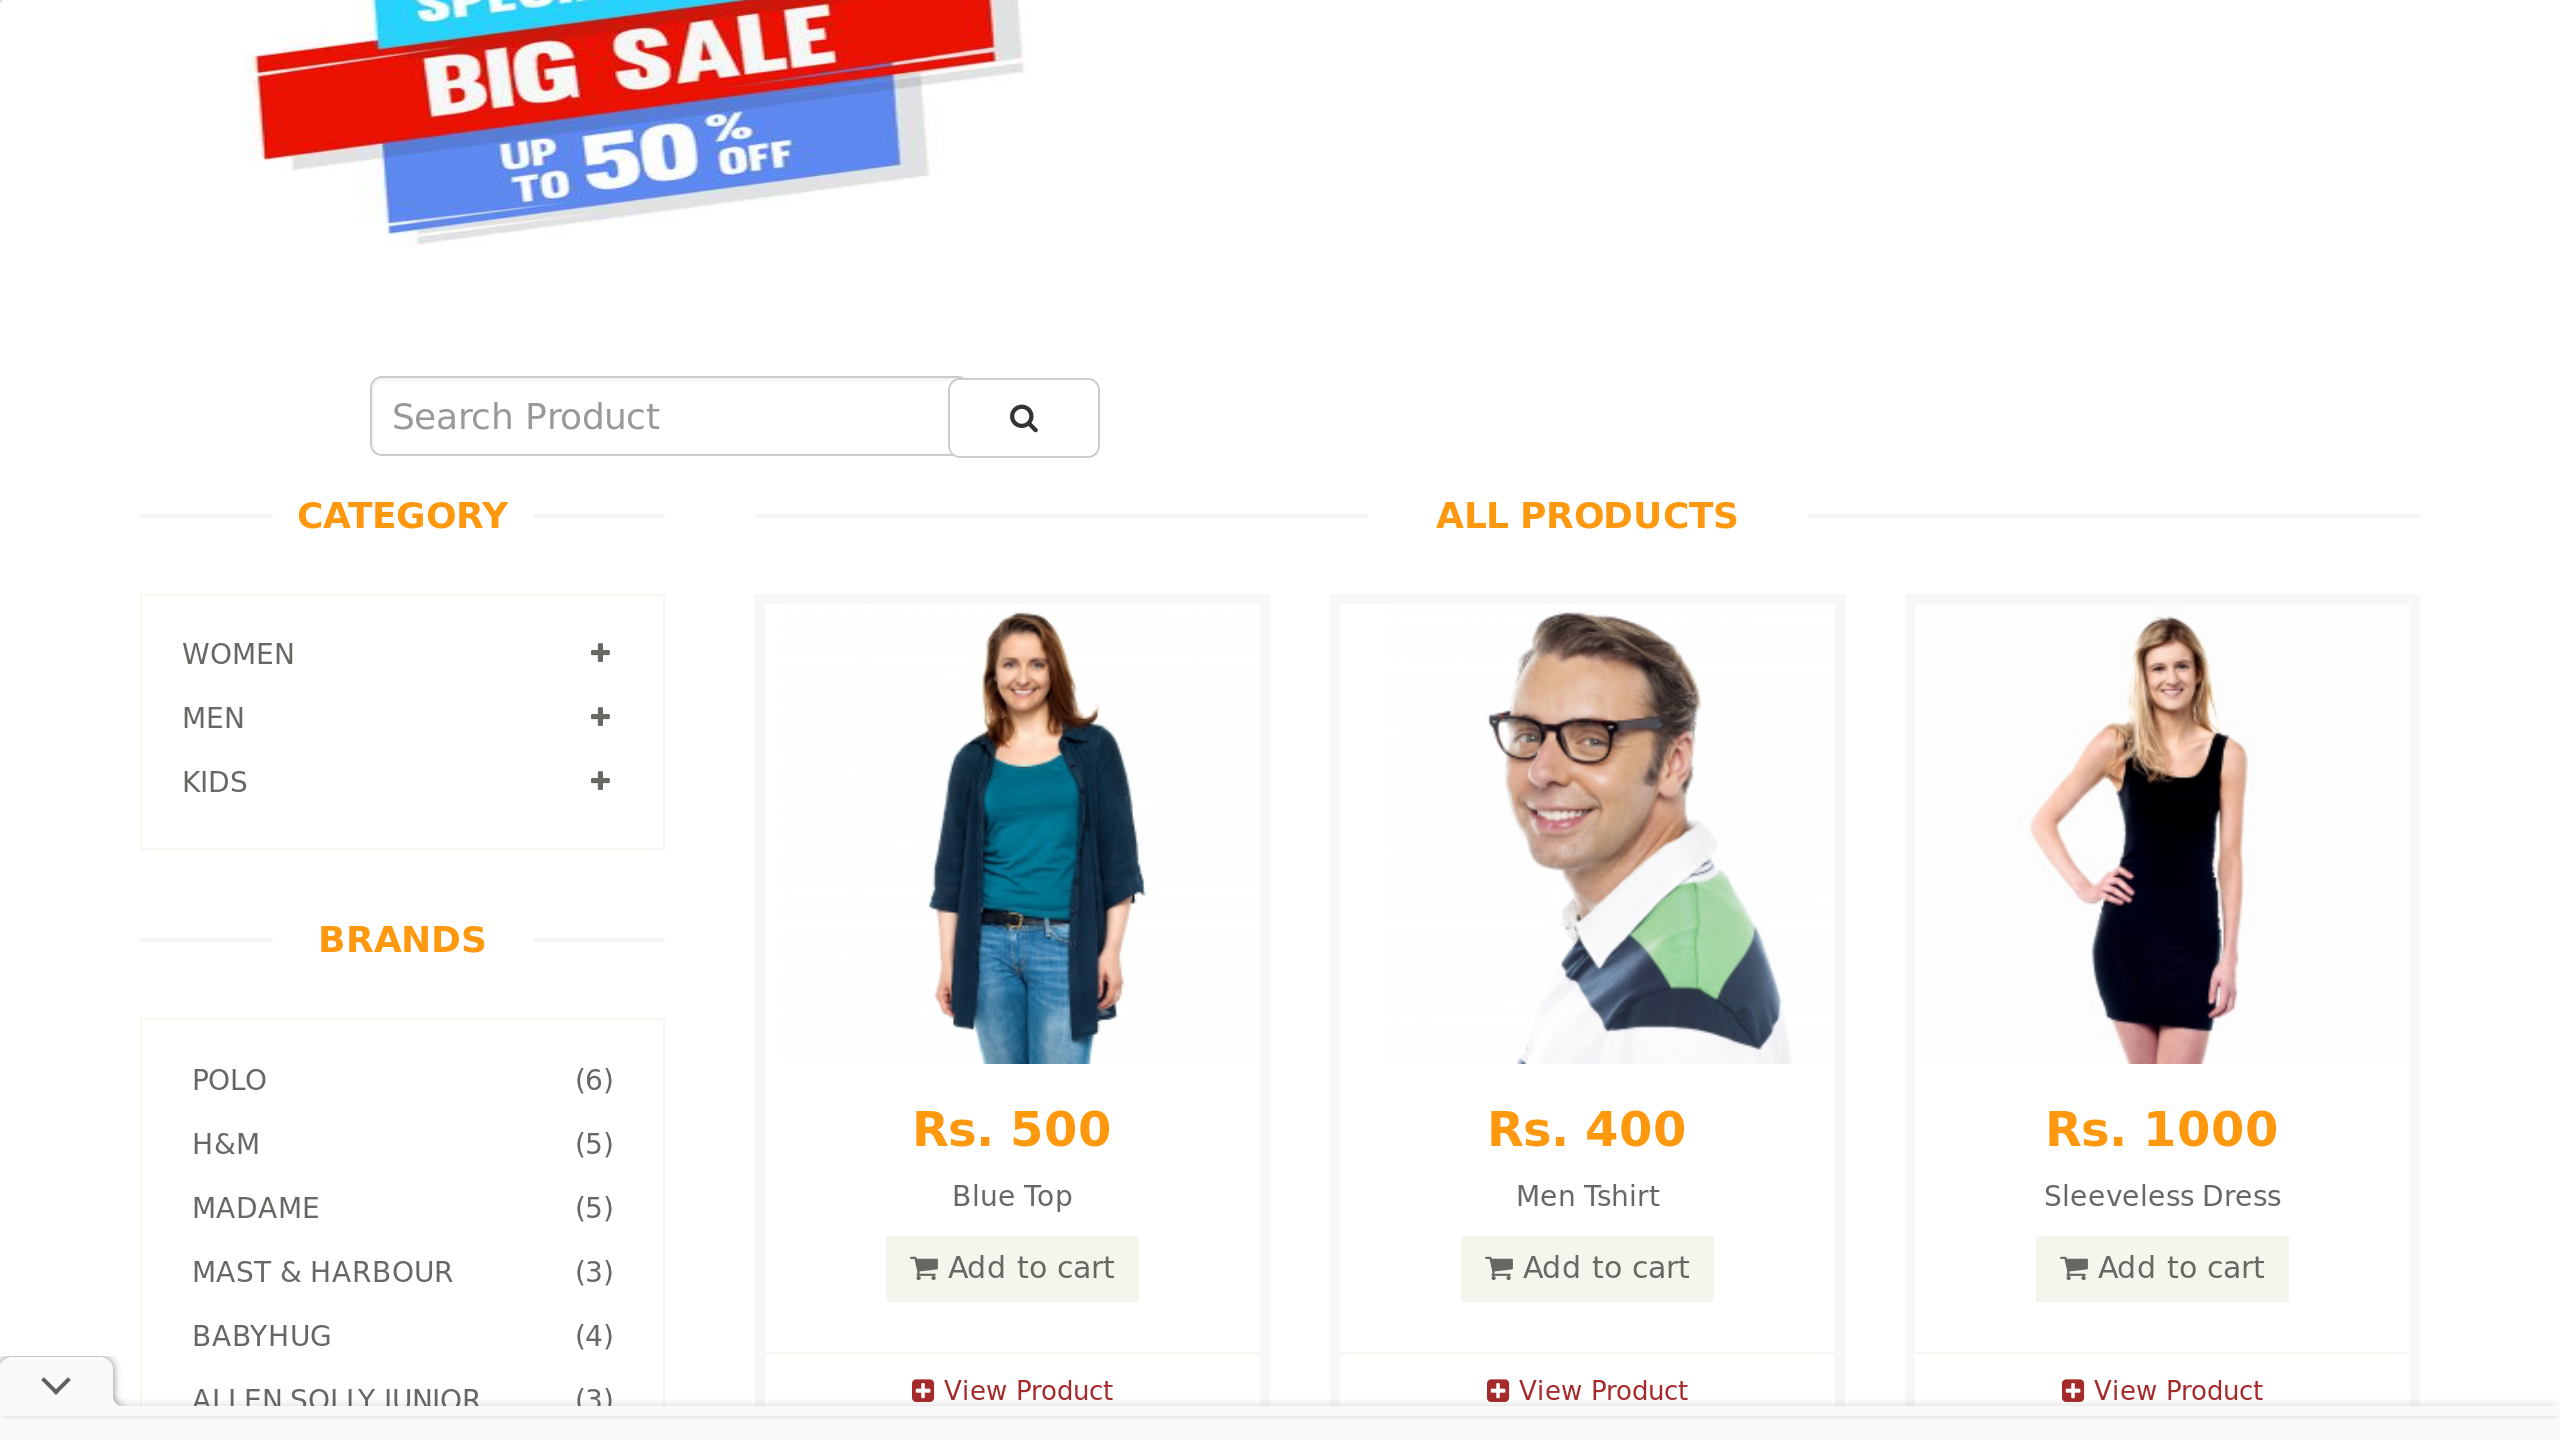 BIG SALE
UP TO 50% OFF
Search Product
CATEGORY
ALL PRODUCTS
WOMEN
MEN
KIDS
BRANDS
POLO (6)
H&M (5)
MADAME (5)
MAST & HARBOUR (3)
BABYHUG (4)
ALLEN SOLLY JUNIOR (3)
Rs. 500
Blue Top
Add to cart
View Product
Rs. 400
Men Tshirt
Add to cart
View Product
Rs. 1000
Sleeveless Dress
Add to cart
View Product